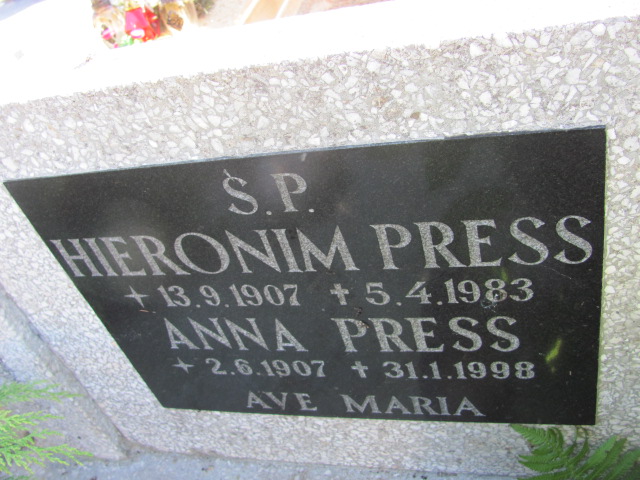 Ś.P.
HIERONIM PRESS
⭑ 13.9.1907 ✝ 5.4.1983
ANNA PRESS
⭑ 2.6.1907 ✝ 31.1.1998
AVE MARIA